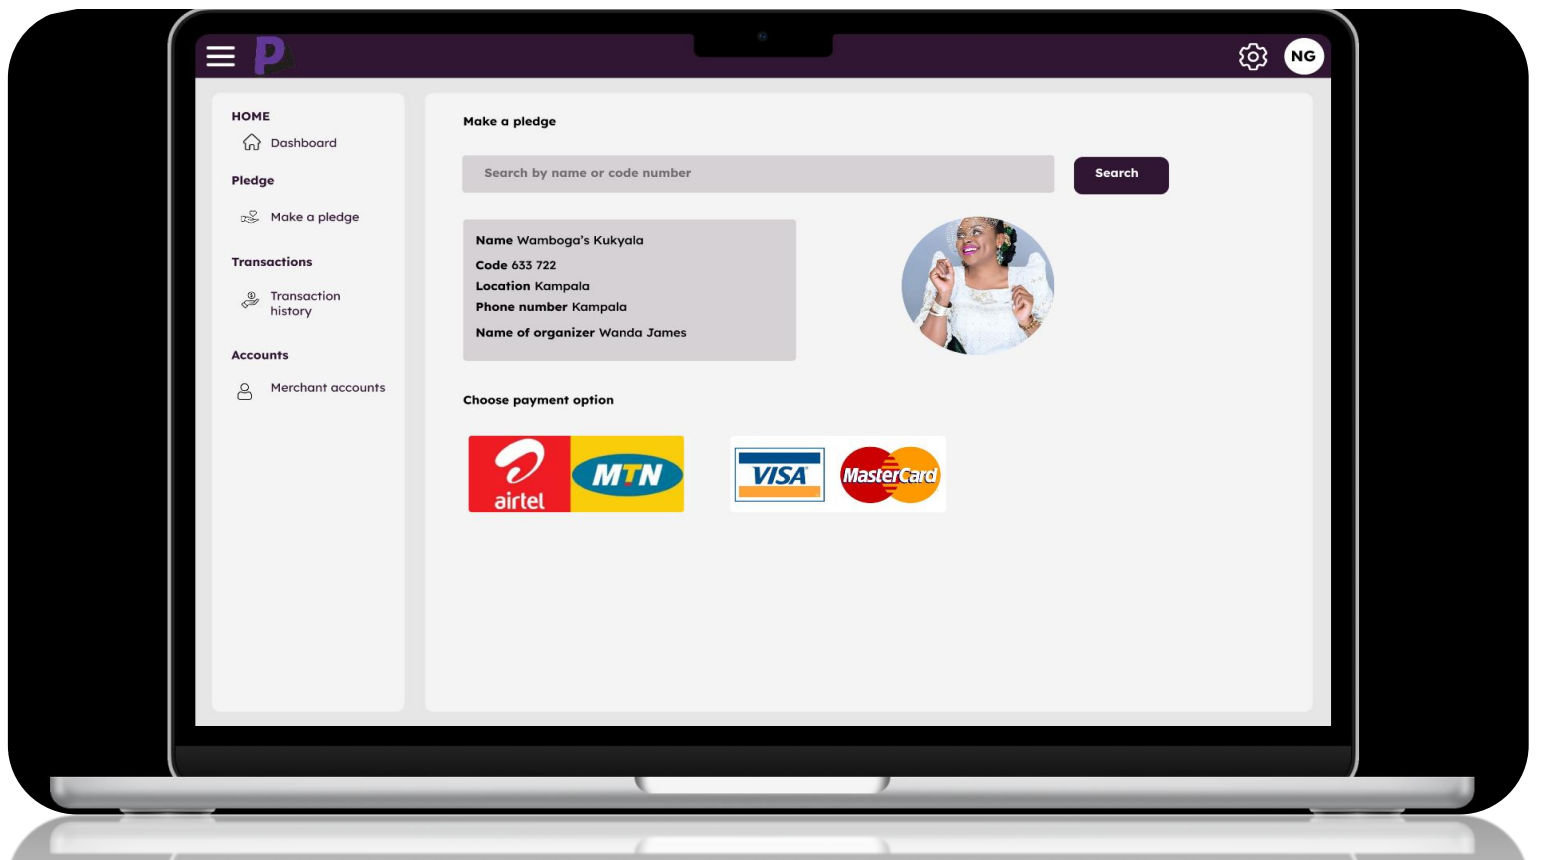 P
NG
HOME
Dashboard
Pledge
Make a pledge
Transactions
Transaction
history
Accounts
Merchant accounts
Make a pledge
Search by name or code number
Search
Name Wamboga's Kukyala
Code 633 722
Location Kampala
Phone number Kampala
Name of organizer Wanda James
Choose payment option
airtel
MTN
VISA
MasterCard